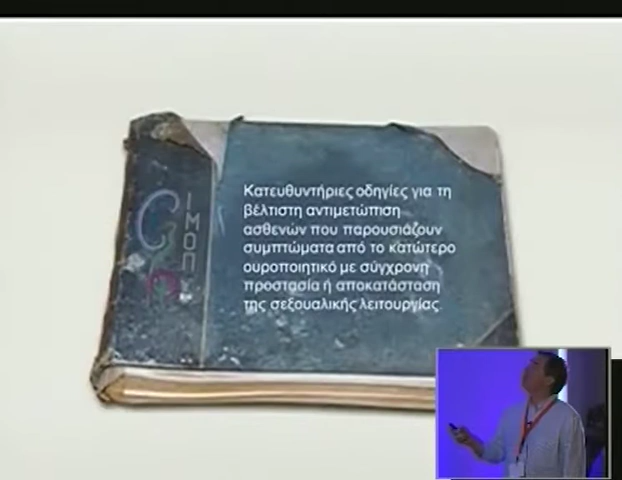 Κατευθυντήριες οδηγίες για τη
βέλτιστη αντιμετώπιση
ασθενών που παρουσιάζουν
συμπτώματα από το κατώτερο
ουροποιητικό με σύγχρονη
προστασία ή αποκατάσταση
της σεξουαλικής λειτουργίας